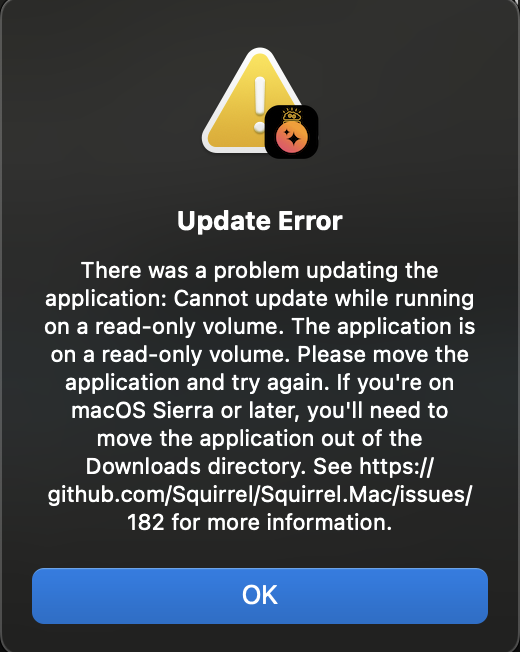 Update Error
There was a problem updating the
application: Cannot update while running
on a read-only volume. The application is
on a read-only volume. Please move the
application and try again. If you're on
macOS Sierra or later, you'll need to
move the application out of the
Downloads directory. See https://
github.com/Squirrel/Squirrel.Mac/issues/
182 for more information.
OK